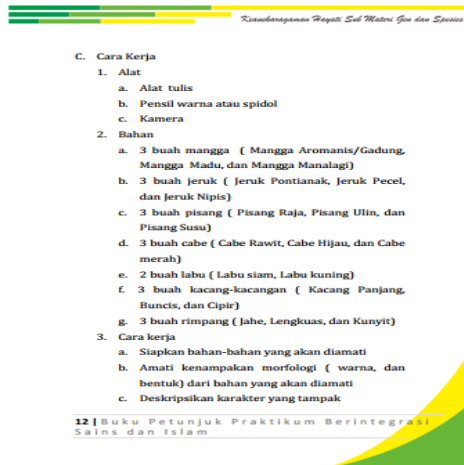 Keanekaragaman Hayati Sub Materi Gen dan Spesies
C. Cara Kerja
1. Alat
a. Alat tulis
b. Pensil warna atau spidol
c. Kamera
2. Bahan
a. 3 buah mangga ( Mangga Aromanis/Gadung,
Mangga Madu, dan Mangga Manalagi)
b. 3 buah jeruk ( Jeruk Pontianak, Jeruk Pecel,
dan Jeruk Nipis)
c. 3 buah pisang ( Pisang Raja, Pisang Ulin, dan
Pisang Susu)
d. 3 buah cabe ( Cabe Rawit, Cabe Hijau, dan Cabe
merah)
e. 2 buah labu ( Labu siam, Labu kuning)
f. 3 buah kacang-kacangan ( Kacang Panjang,
Buncis, dan Cipir)
g. 3 buah rimpang ( Jahe, Lengkuas, dan Kunyit)
3. Cara kerja
a. Siapkan bahan-bahan yang akan diamati
b. Amati kenampakan morfologi ( warna, dan
bentuk) dari bahan yang akan diamati
c. Deskripsikan karakter yang tampak
12 | Buku Petunjuk Praktikum Berintegrasi
Sains dan Islam